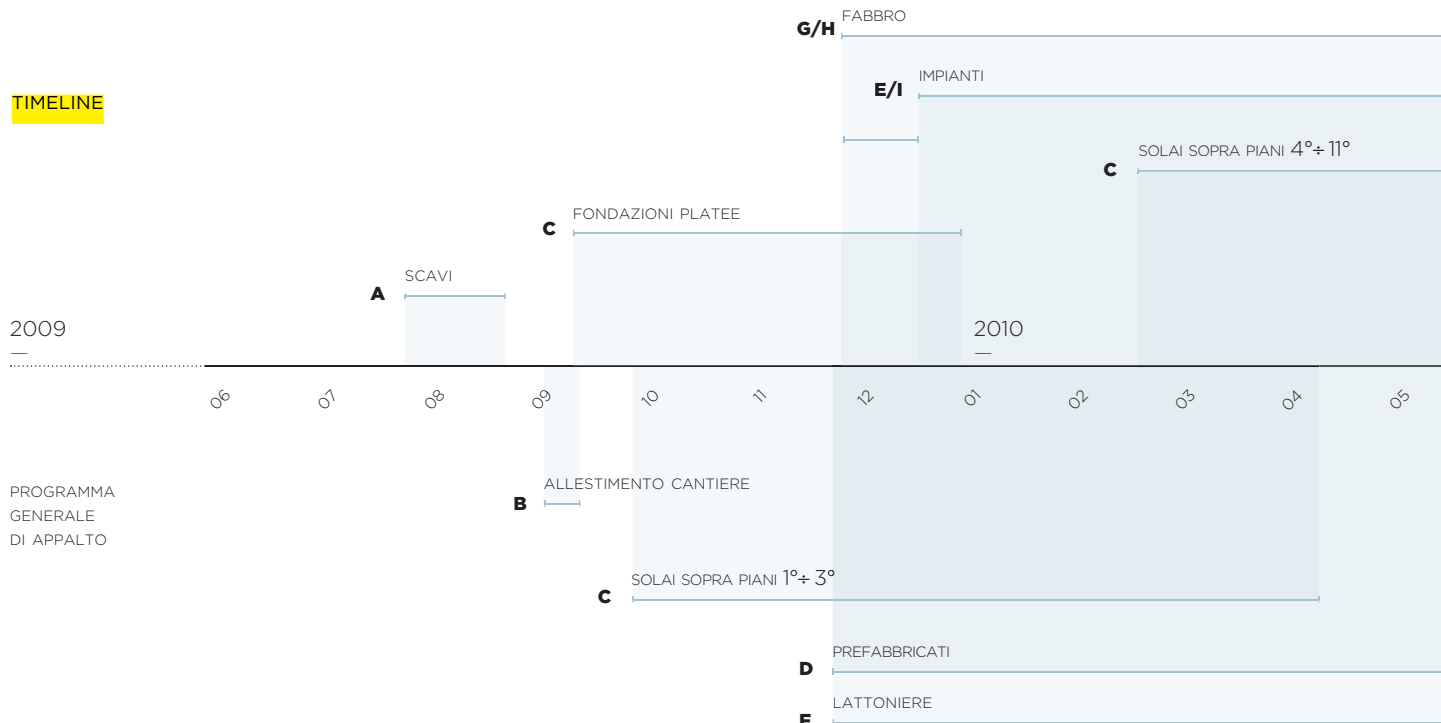 FABBRO
G/H
IMPIANTI
E/I
TIMELINE
SOLAI SOPRA PIANI 4°÷ 11°
C
FONDAZIONI PLATEE
C
SCAVI
A
2009
—
2010
—
06 07 08 09 10 11 12 01 02 03 04 05
ALLESTIMENTO CANTIERE
B
PROGRAMMA
GENERALE
DI APPALTO
SOLAI SOPRA PIANI 1°÷ 3°
C
PREFABBRICATI
D
LATTONIERE